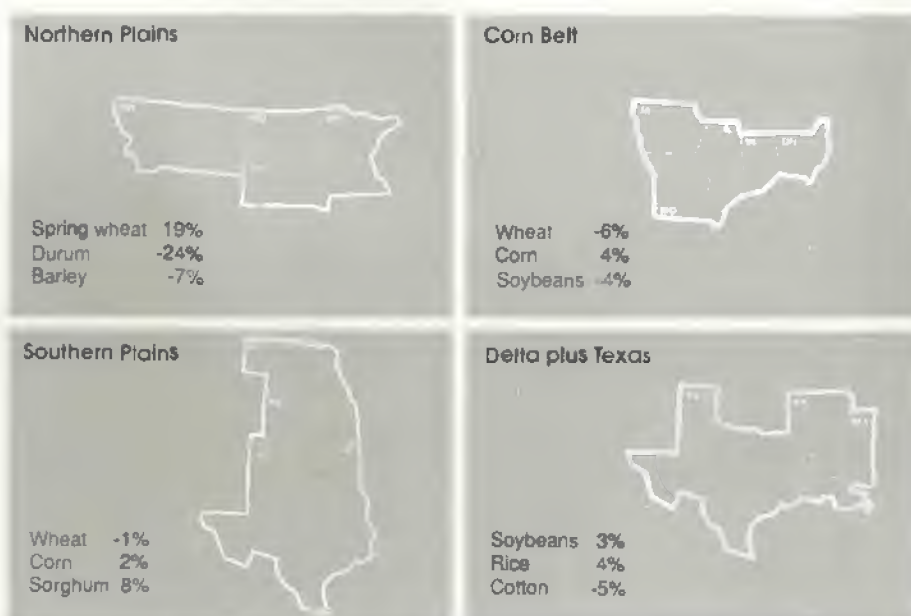 Northern Plains
Spring wheat 19%
Durum -24%
Barley -7%
Corn Belt
MO
Wheat -6%
Corn 4%
Soybeans -4%
Southern Plains
Wheat -1%
Corn 2%
Sorghum 8%
Delta plus Texas
Soybeans 3%
Rice 4%
Cotton -5%